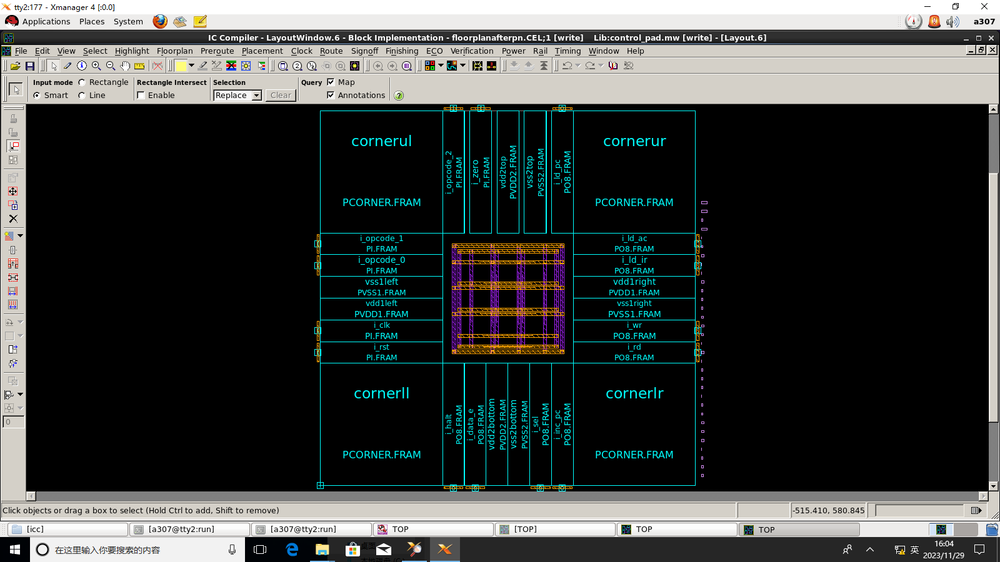 tty2:177 - Xmanager 4 [:0.0]
Applications Places System a307
IC Compiler - LayoutWindow.6 - Block Implementation - floorplanafterpn.CEL;1 [write] Lib:control_pad.mw [write] - [Layout.6]
File Edit View Select Highlight Floorplan Preroute Placement Clock Route Signoff Finishing ECO Verification Power Rail Timing Window Help
Input mode Rectangle Rectangle Intersect Selection Query Map
Smart Line Enable Replace Clear Annotations
cornerul
PCORNER.FRAM
i_opcode_2
PI.FRAM
i_zero
PI.FRAM
vdd2top
PVDD2.FRAM
vss2top
PVSS2.FRAM
i_ld_pc
PO8.FRAM
cornerur
PCORNER.FRAM
i_opcode_1
PI.FRAM
i_opcode_0
PI.FRAM
vss1left
PVSS1.FRAM
vdd1left
PVDD1.FRAM
i_clk
PI.FRAM
i_rst
PI.FRAM
i_ld_ac
PO8.FRAM
i_ld_ir
PO8.FRAM
vdd1right
PVDD1.FRAM
vss1right
PVSS1.FRAM
i_wr
PO8.FRAM
i_rd
PO8.FRAM
cornerll
PCORNER.FRAM
i_halt
PO8.FRAM
i_data_e
PO8.FRAM
vdd2bottom
PVDD2.FRAM
vss2bottom
PVSS2.FRAM
i_sel
PO8.FRAM
i_inc_pc
PO8.FRAM
cornerlr
PCORNER.FRAM
0
Click objects or drag a box to select (Hold Ctrl to add, Shift to remove) -515.410, 580.845
[icc] [a307@tty2:run] [a307@tty2:run] TOP [TOP] TOP TOP
在这里输入你要搜索的内容
英
16:04
2023/11/29